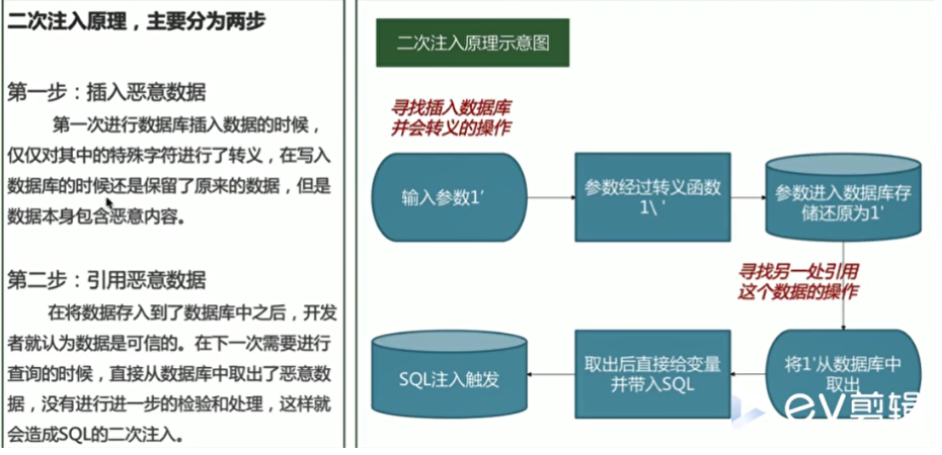 二次注入原理，主要分为两步
第一步：插入恶意数据
第一次进行数据库插入数据的时候，
仅仅对其中的特殊字符进行了转义，在写入
数据库的时候还是保留了原来的数据，但是
数据本身包含恶意内容。
第二步：引用恶意数据
在将数据存入到了数据库中之后，开发
者就认为数据是可信的。在下一次需要进行
查询的时候，直接从数据库中取出了恶意数
据，没有进行进一步的检验和处理，这样就
会造成SQL的二次注入。
二次注入原理示意图
寻找插入数据库
并会转义的操作
输入参数1'
参数经过转义函数
1\ '
参数进入数据库存
储还原为1'
寻找另一处引用
这个数据的操作
将1'从数据库中
取出
取出后直接给变量
并带入SQL
SQL注入触发
ev剪辑